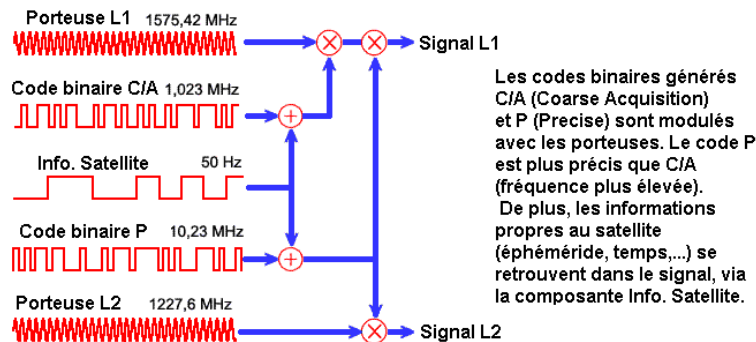 Porteuse L1 1575,42 MHz
Signal L1
Code binaire C/A 1,023 MHz
Info. Satellite 50 Hz
Code binaire P 10,23 MHz
Porteuse L2 1227,6 MHz
Signal L2
Les codes binaires générés
C/A (Coarse Acquisition)
et P (Precise) sont modulés
avec les porteuses. Le code P
est plus précis que C/A
(fréquence plus élevée).
De plus, les informations
propres au satellite
(éphéméride, temps,...) se
retrouvent dans le signal, via
la composante Info. Satellite.